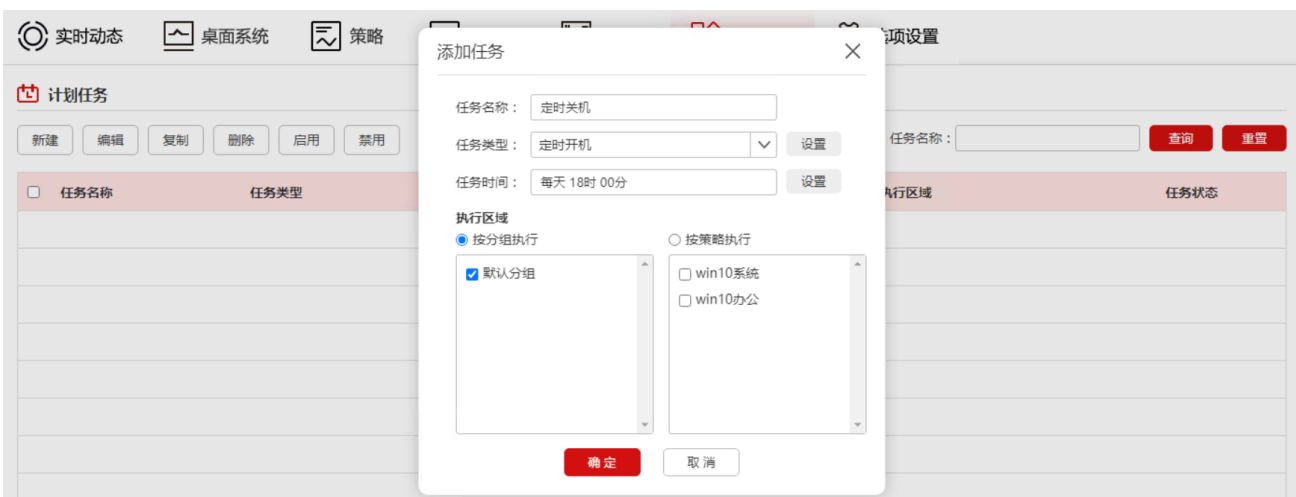 实时动态 桌面系统 策略 项设置
添加任务
计划任务
任务名称： 定时关机
新建 编辑 复制 删除 启用 禁用 任务名称： 查询 重置
任务类型： 定时开机 设置
任务时间： 每天 18时 00分 设置
任务名称 任务类型 执行区域 任务状态
执行区域
按分组执行 按策略执行
默认分组 win10系统
win10办公
确定 取消